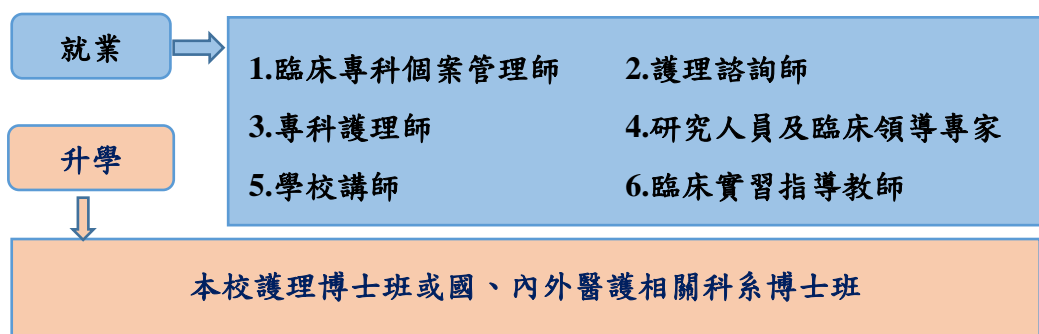 就業
1.臨床專科個案管理師 2.護理諮詢師
3.專科護理師 4.研究人員及臨床領導專家
5.學校講師 6.臨床實習指導教師
升學
本校護理博士班或國、內外醫護相關科系博士班